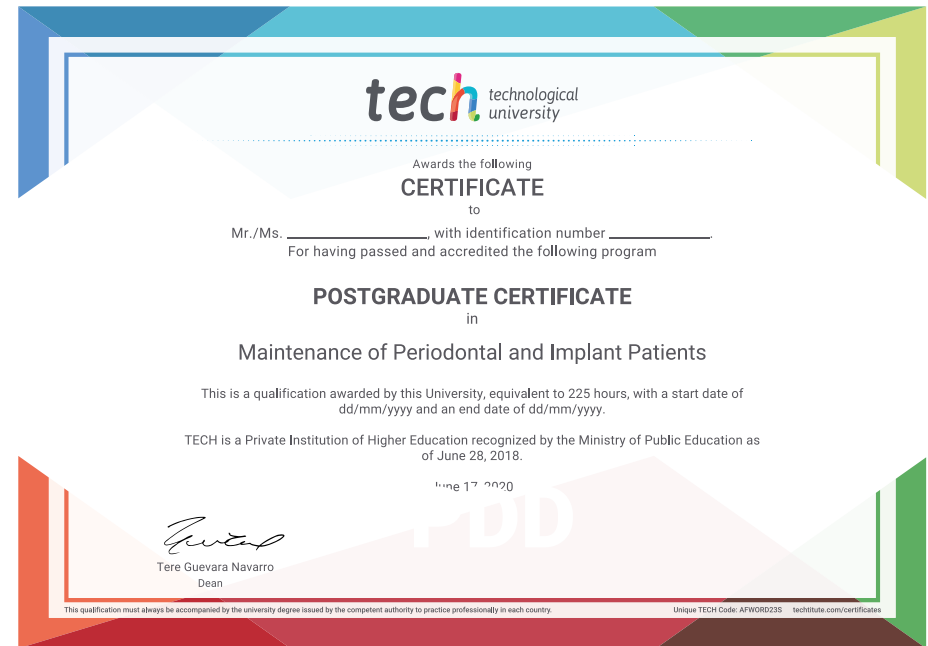 tech technological
university
Awards the following
CERTIFICATE
to
Mr./Ms. ____________________, with identification number ______________.
For having passed and accredited the following program
POSTGRADUATE CERTIFICATE
in
Maintenance of Periodontal and Implant Patients
This is a qualification awarded by this University, equivalent to 225 hours, with a start date of
dd/mm/yyyy and an end date of dd/mm/yyyy.
TECH is a Private Institution of Higher Education recognized by the Ministry of Public Education as
of June 28, 2018.
June 17, 2020
PDD
Tere Guevara Navarro
Dean
This qualification must always be accompanied by the university degree issued by the competent authority to practice professionally in each country.
Unique TECH Code: AFWORD23S techtitute.com/certificates